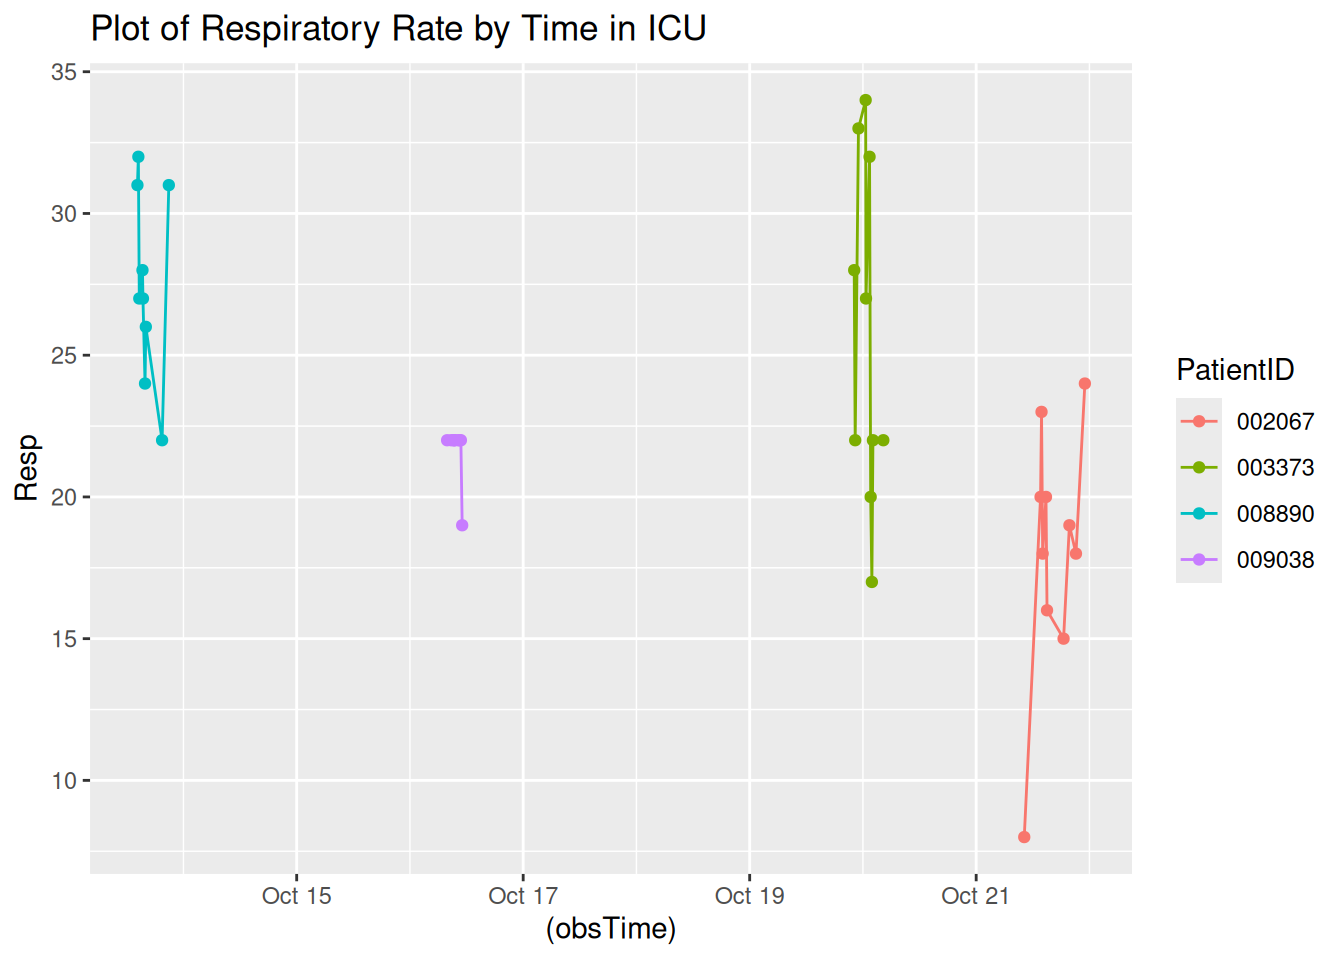 Plot of Respiratory Rate by Time in ICU
35
30
25
20
15
10
Resp
Oct 15
Oct 17
Oct 19
Oct 21
(obsTime)
PatientID
002067
003373
008890
009038